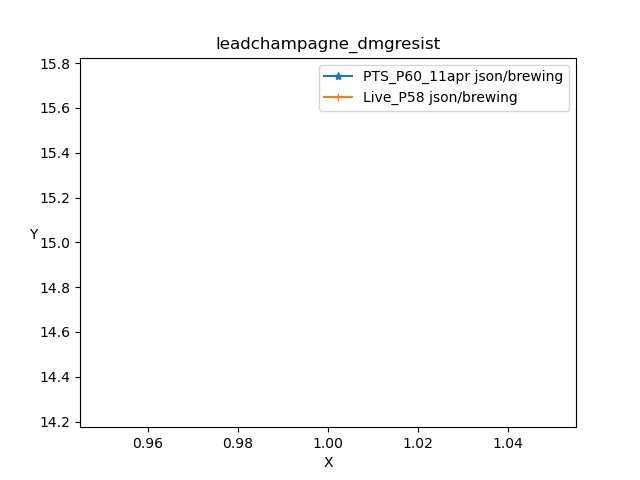 leadchampagne_dmgresist
PTS_P60_11apr json/brewing
Live_P58 json/brewing
15.8
15.6
15.4
15.2
Y
15.0
14.8
14.6
14.4
14.2
0.96 0.98 1.00 1.02 1.04
X